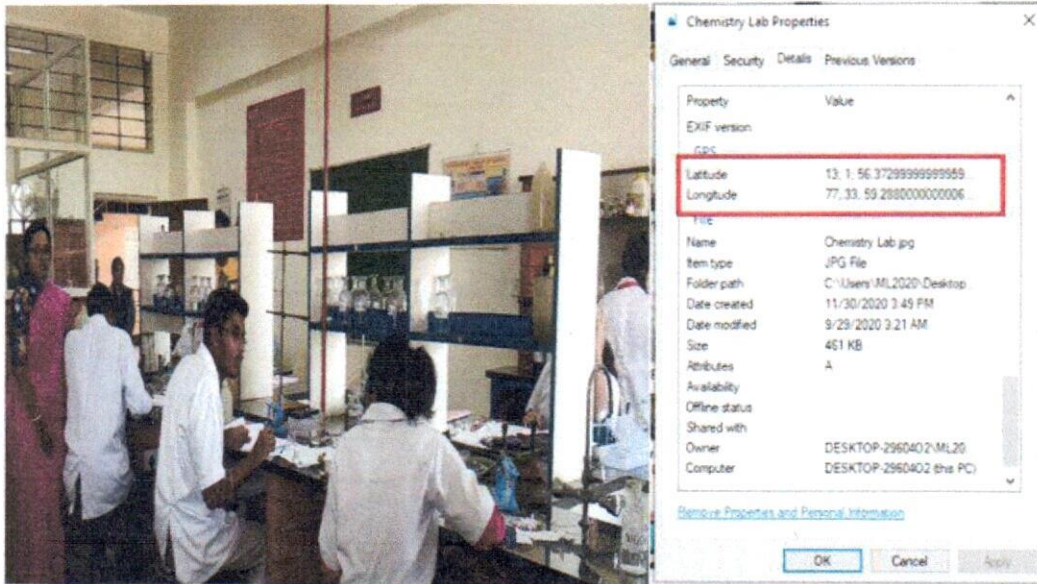 Chemistry Lab Properties
General Security Details Previous Versions
Property Value
EXIF version
GPS
Latitude 13; 1; 56.37299999999959...
Longitude 77; 33; 59.2880000000006...
File
Name Chemistry Lab.jpg
Item type JPG File
Folder path C:\Users\ML2020\Desktop
Date created 11/30/2020 3:49 PM
Date modified 9/29/2020 3:21 AM
Size 461 KB
Attributes A
Availability
Offline status
Shared with
Owner DESKTOP-2960402\ML20...
Computer DESKTOP-2960402 (this PC)
Remove Properties and Personal Information
OK Cancel Apply